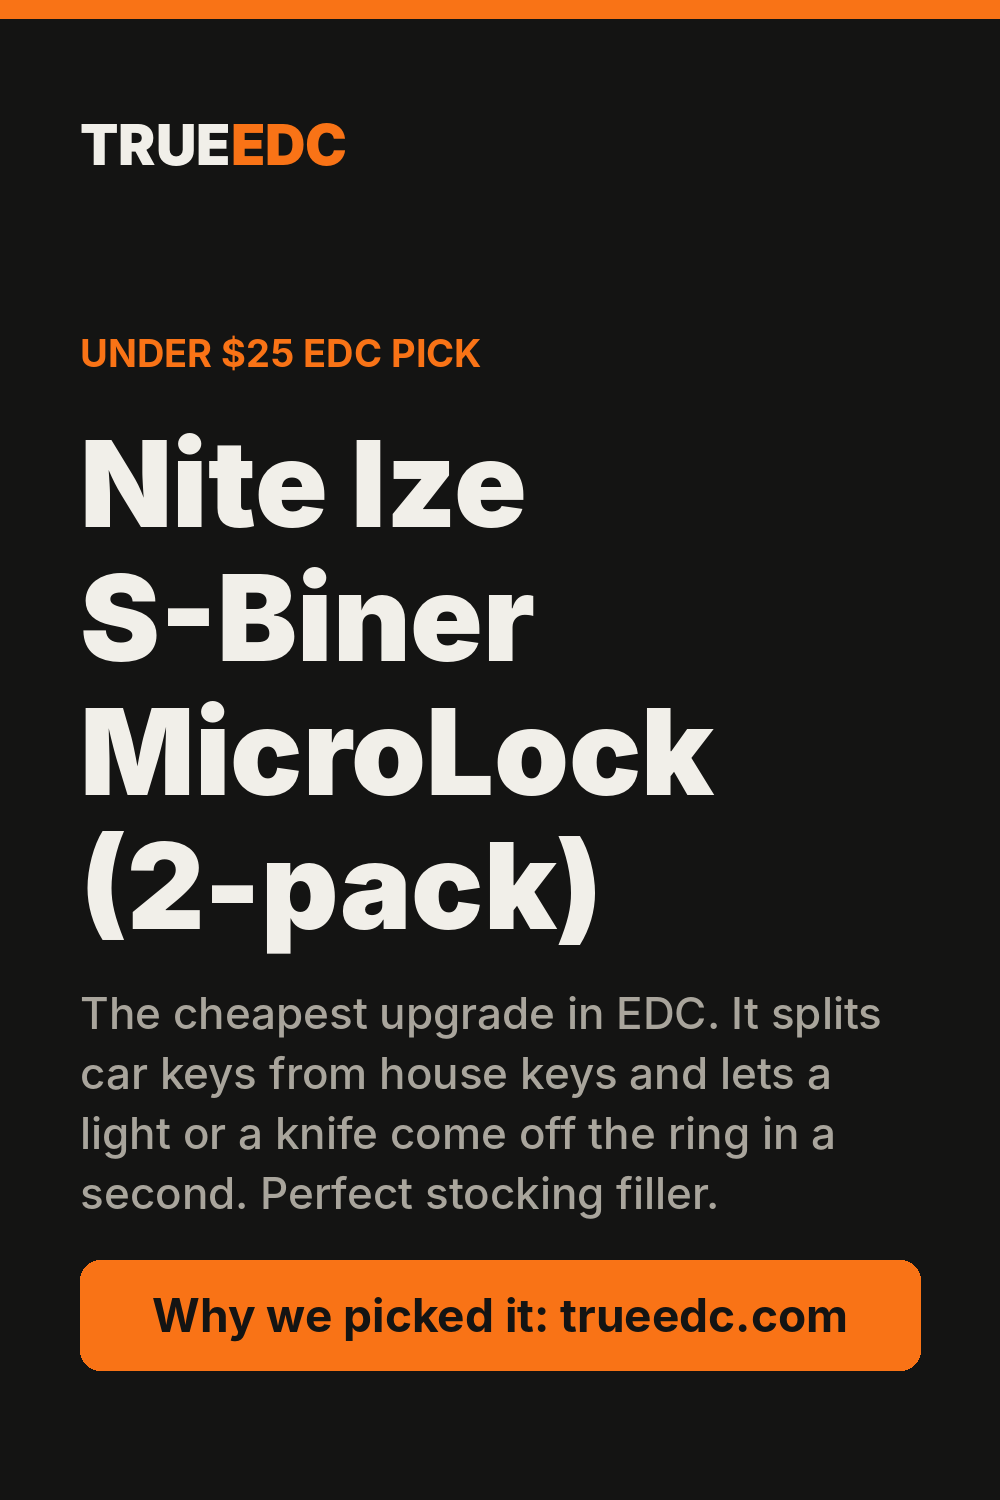 TRUEEDC
UNDER $25 EDC PICK
Nite Ize
S-Biner
MicroLock
(2-pack)
The cheapest upgrade in EDC. It splits
car keys from house keys and lets a
light or a knife come off the ring in a
second. Perfect stocking filler.
Why we picked it: trueedc.com